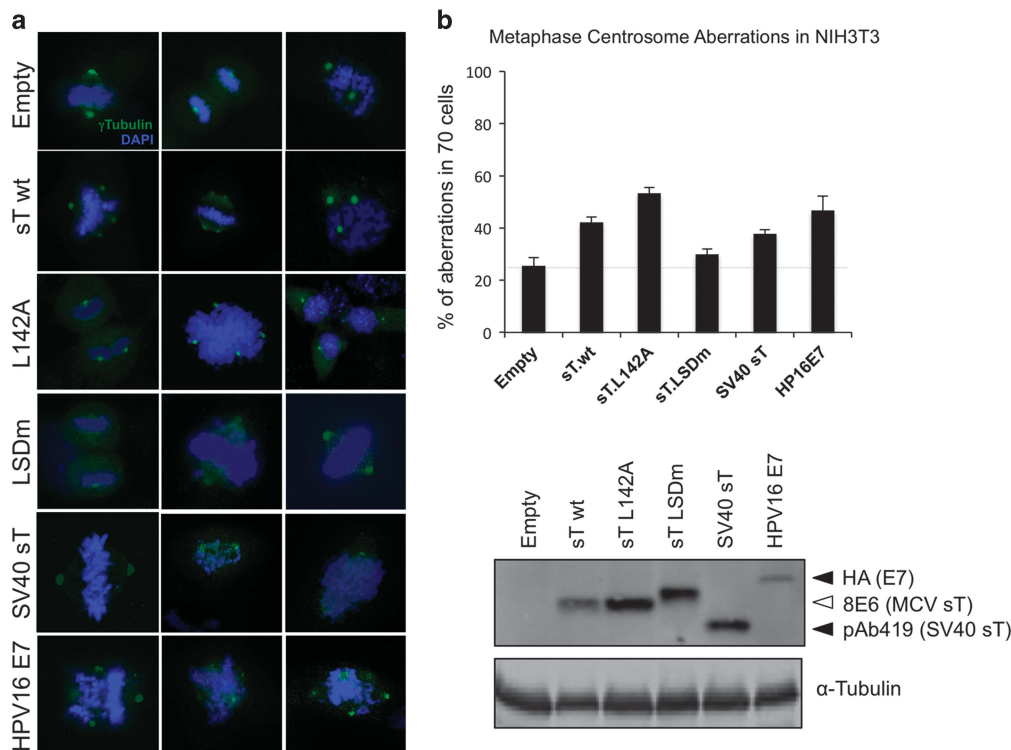 a
Empty
γTubulin
DAPI
sT wt
L142A
LSDm
SV40 sT
HPV16 E7
b
Metaphase Centrosome Aberrations in NIH3T3
% of aberrations in 70 cells
100
80
60
40
20
0
Empty
sT.wt
sT.L142A
sT.LSDm
SV40 sT
HP16E7
Empty
sT wt
sT L142A
sT LSDm
SV40 sT
HPV16 E7
HA (E7)
8E6 (MCV sT)
pAb419 (SV40 sT)
α-Tubulin